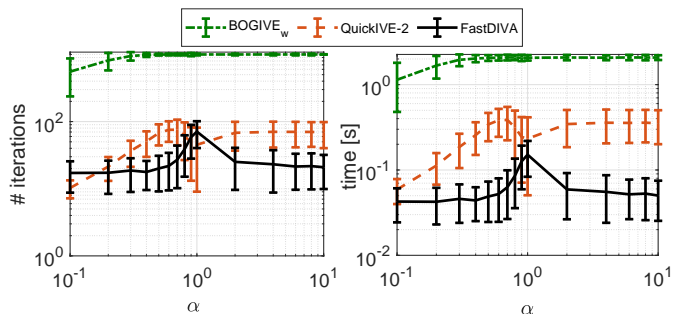 BOGIVE_w QuickIVE-2 FastDIVA
# iterations
10^2
10^0
10^-1 10^0 10^1
α
time [s]
10^0
10^-1
10^-2
10^-1 10^0 10^1
α